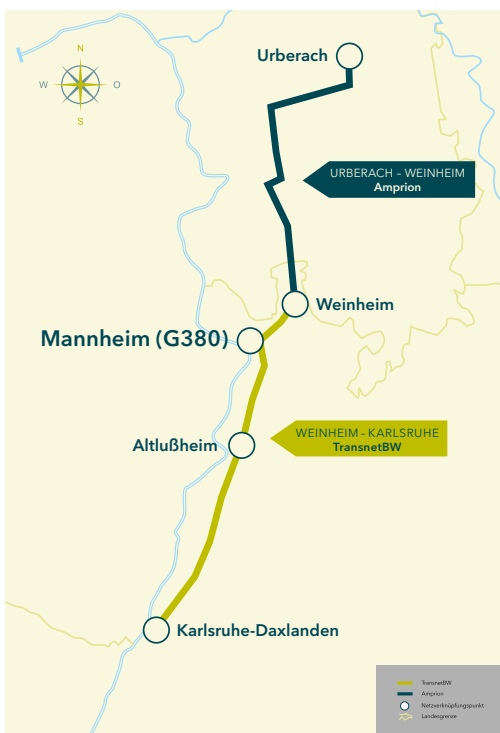 Urberach
N
W
O
S
URBERACH – WEINHEIM
Amprion
Weinheim
Mannheim (G380)
WEINHEIM – KARLSRUHE
TransnetBW
Altlußheim
Karlsruhe-Daxlanden
TransnetBW
Amprion
Netzverknüpfungspunkt
Landesgrenze